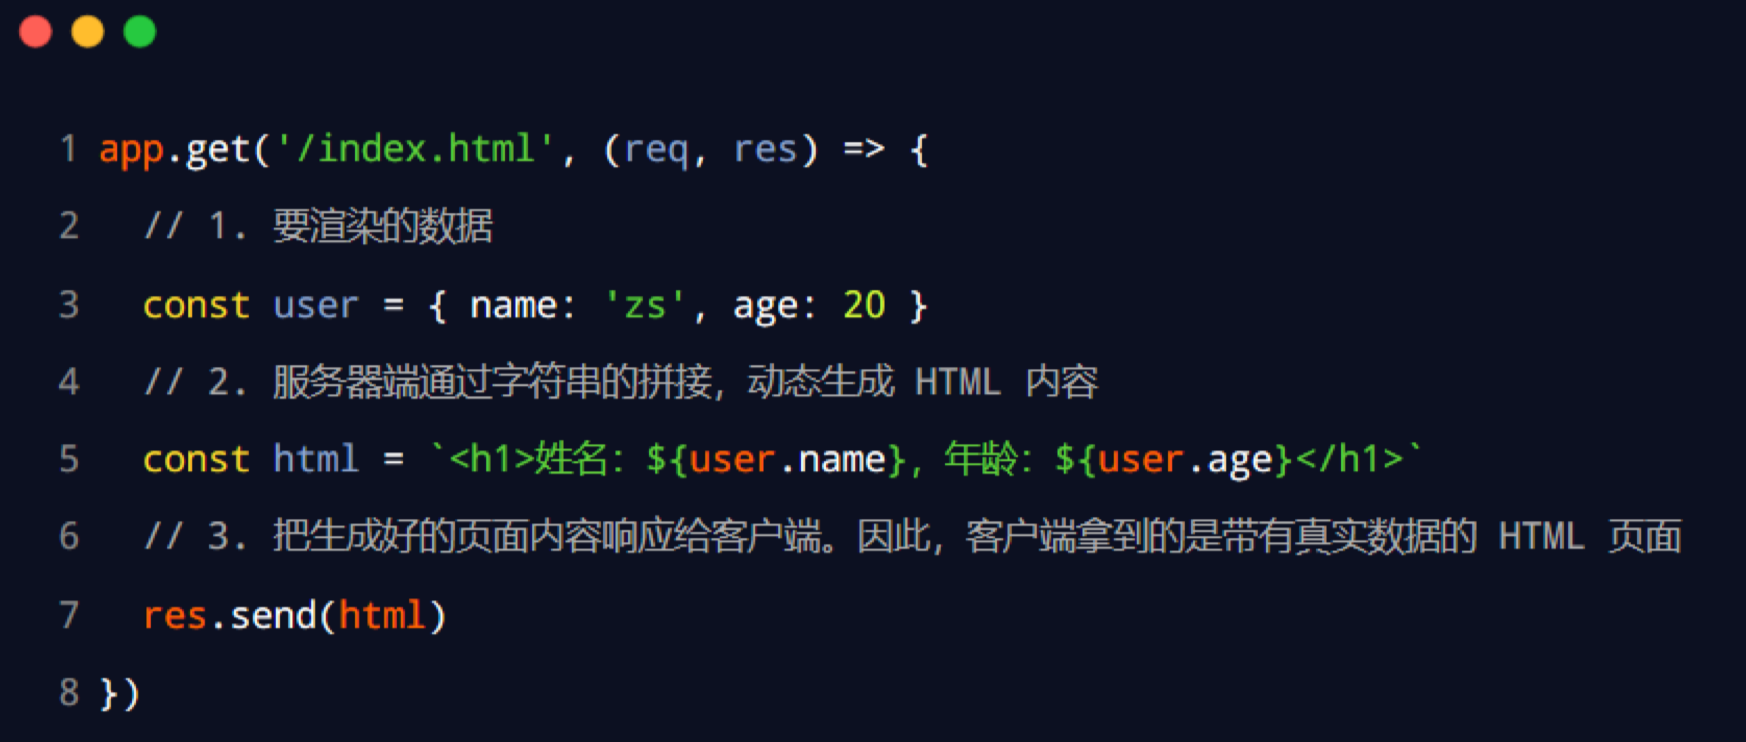 1 app.get('/index.html', (req, res) => {
2   // 1. 要渲染的数据
3   const user = { name: 'zs', age: 20 }
4   // 2. 服务器端通过字符串的拼接，动态生成 HTML 内容
5   const html = `<h1>姓名：${user.name}, 年龄：${user.age}</h1>`
6   // 3. 把生成好的页面内容响应给客户端。因此，客户端拿到的是带有真实数据的 HTML 页面
7   res.send(html)
8 })